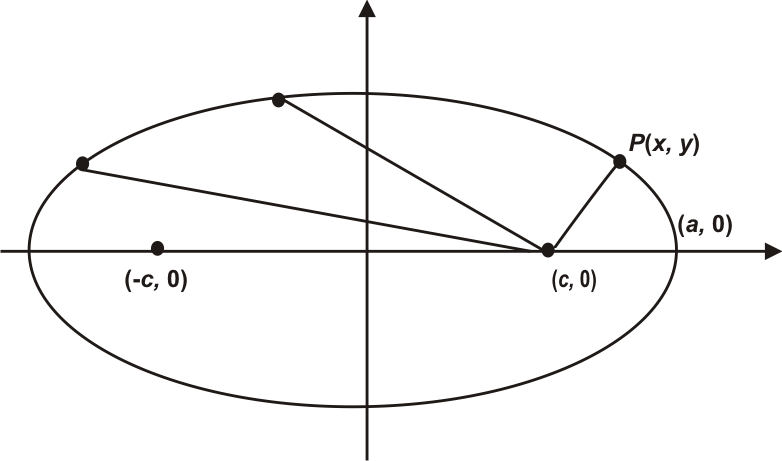 P(x, y)
(a, 0)
(-c, 0)
(c, 0)